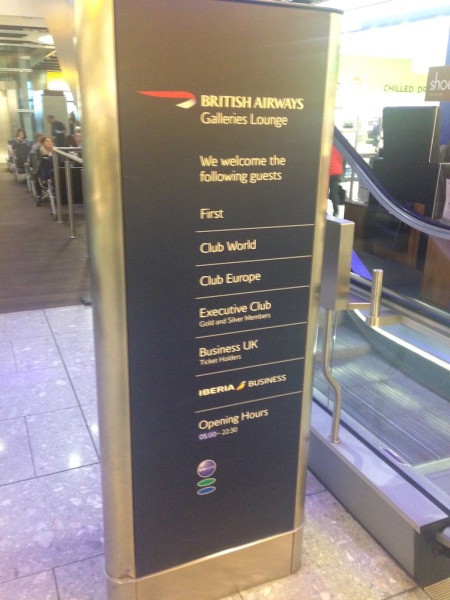 BRITISH AIRWAYS
Galleries Lounge
We welcome the
following guests
First
Club World
Club Europe
Executive Club
Gold and Silver Members
Business UK
Ticket Holders
IBERIA BUSINESS
Opening Hours
05:00 - 22:30
CHILLED